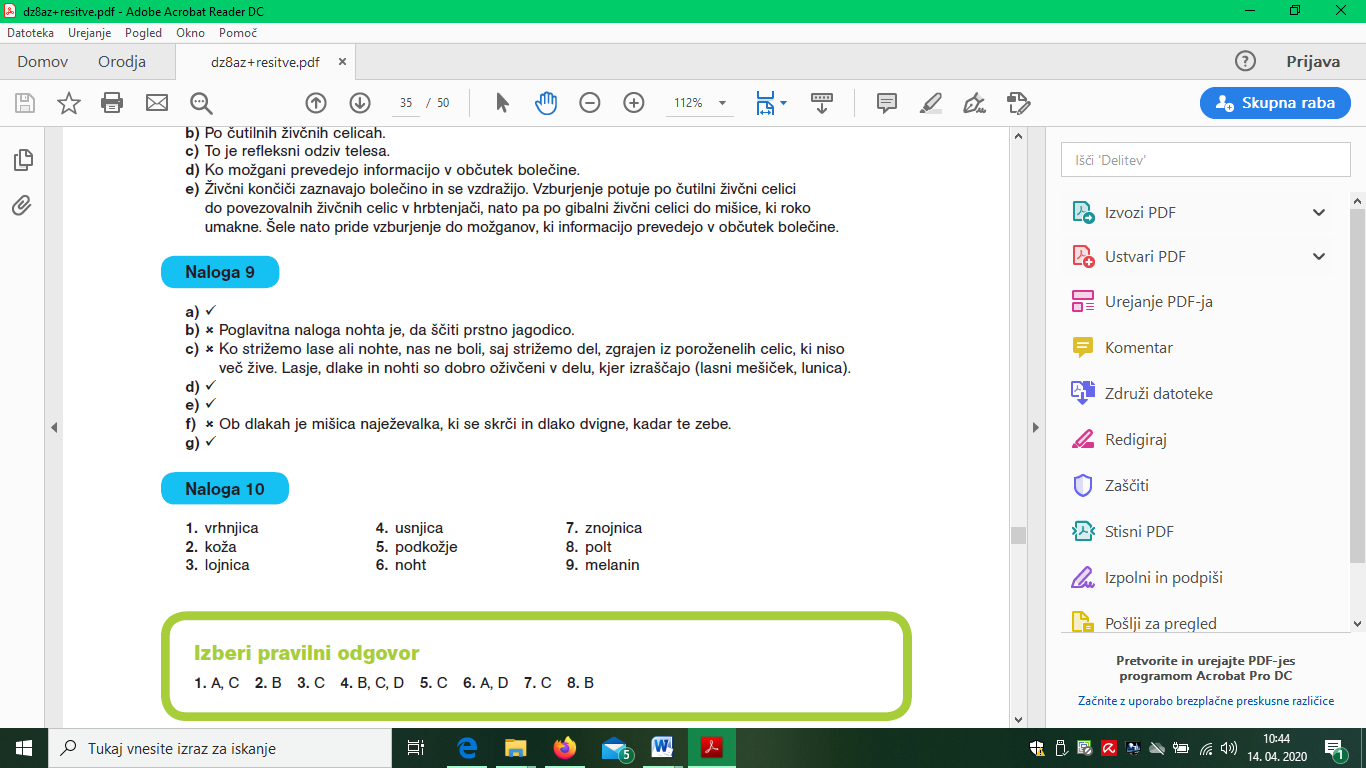 dz8az+resitve.pdf - Adobe Acrobat Reader DC
Datoteka Urejanje Pogled Okno Pomoč
Domov Orodja dz8az+resitve.pdf × Prijava
35 / 50 112% Skupna raba
b) Po čutilnih živčnih celicah.
c) To je refleksni odziv telesa.
d) Ko možgani prevedejo informacijo v občutek bolečine.
e) Živčni končiči zaznavajo bolečino in se vzdražijo. Vzburjenje potuje po čutilni živčni celici
do povezovalnih živčnih celic v hrbtenjači, nato pa po gibalni živčni celici do mišice, ki roko
umakne. Šele nato pride vzburjenje do možganov, ki informacijo prevedejo v občutek bolečine.
Naloga 9
a) ✓
b) × Poglavitna naloga nohta je, da ščiti prstno jagodico.
c) × Ko strižemo lase ali nohte, nas ne boli, saj strižemo del, zgrajen iz poroženelih celic, ki niso
več žive. Lasje, dlake in nohti so dobro oživčeni v delu, kjer izraščajo (lasni mešiček, lunica).
d) ✓
e) ✓
f) × Ob dlakah je mišica naježevalka, ki se skrči in dlako dvigne, kadar te zebe.
g) ✓
Naloga 10
1. vrhnjica 4. usnjica 7. znojnica
2. koža 5. podkožje 8. polt
3. lojnica 6. noht 9. melanin
Izberi pravilni odgovor
1. A, C 2. B 3. C 4. B, C, D 5. C 6. A, D 7. C 8. B
Išči 'Delitev'
Izvozi PDF
Ustvari PDF
Urejanje PDF-ja
Komentar
Združi datoteke
Redigiraj
Zaščiti
Stisni PDF
Izpolni in podpiši
Pošlji za pregled
Pretvorite in urejajte PDF-jes
programom Acrobat Pro DC
Začnite z uporabo brezplačne preskusne različice
Tukaj vnesite izraz za iskanje
5
10:44
14. 04. 2020
1